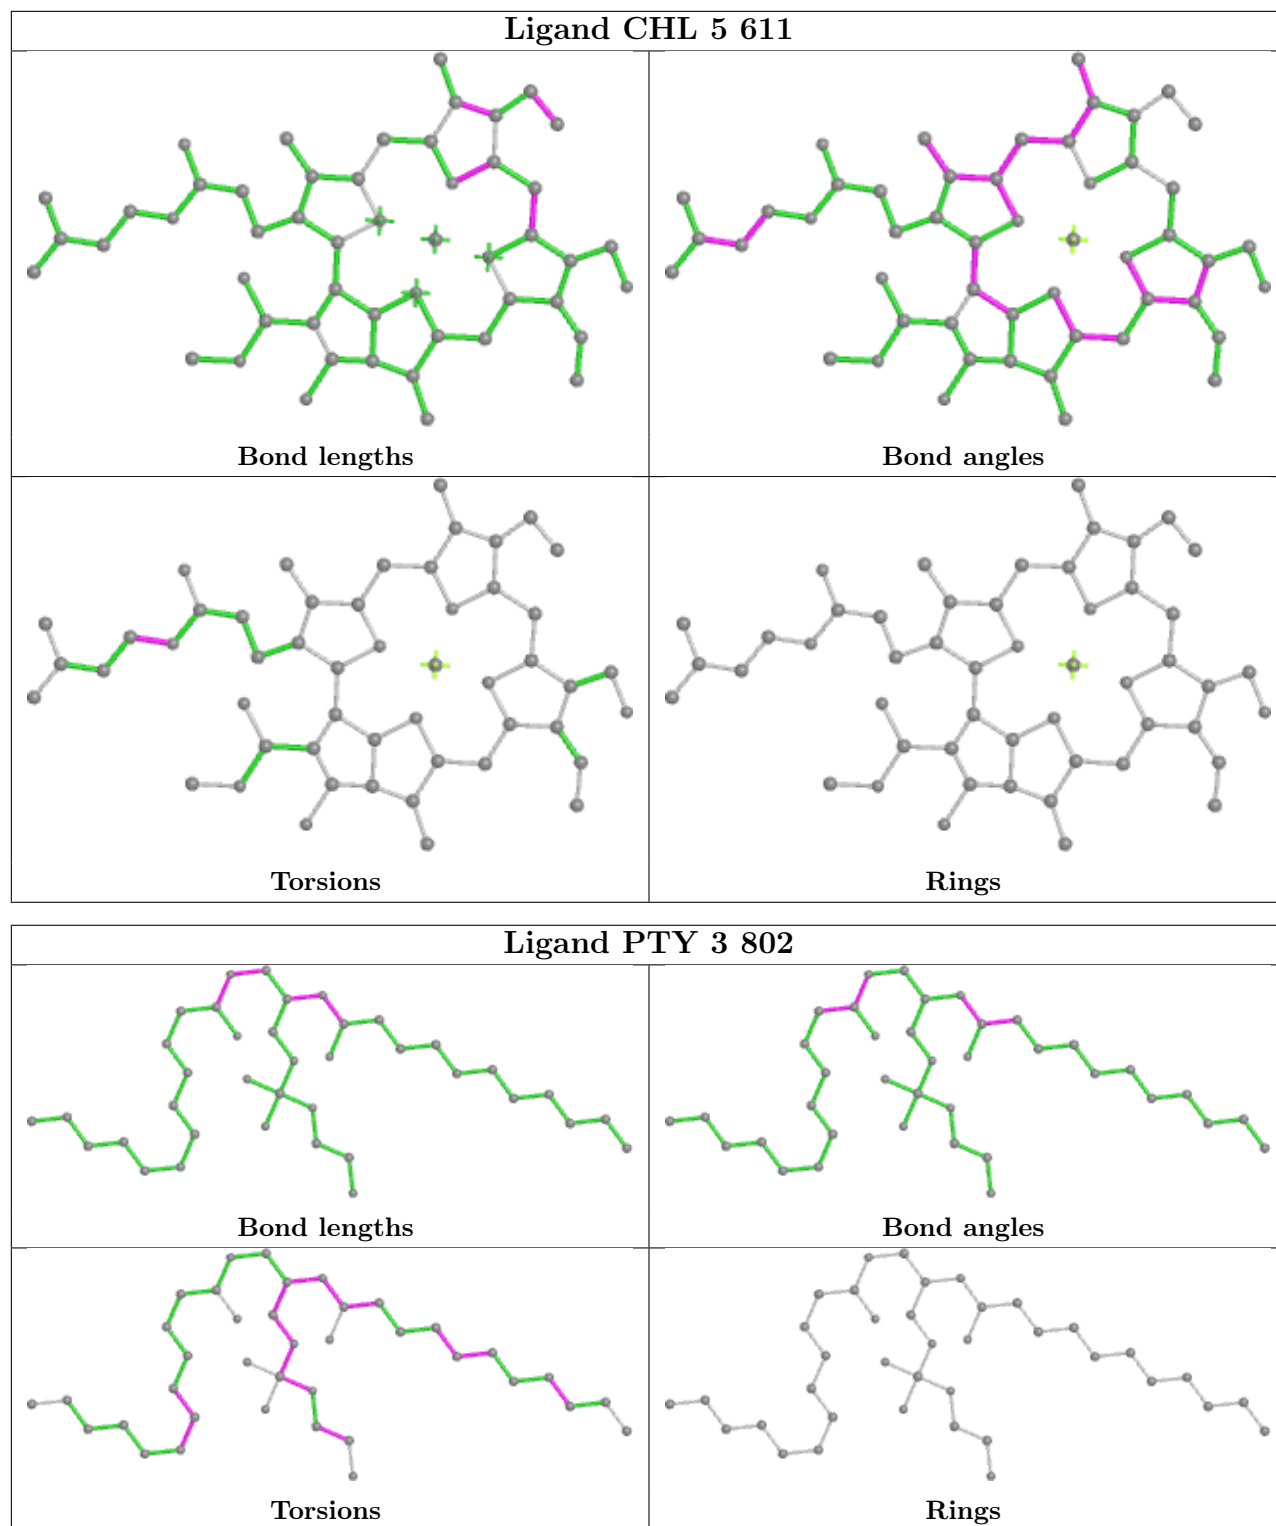 Ligand CHL 5 611
Bond lengths
Bond angles
Torsions
Rings
Ligand PTY 3 802
Bond lengths
Bond angles
Torsions
Rings